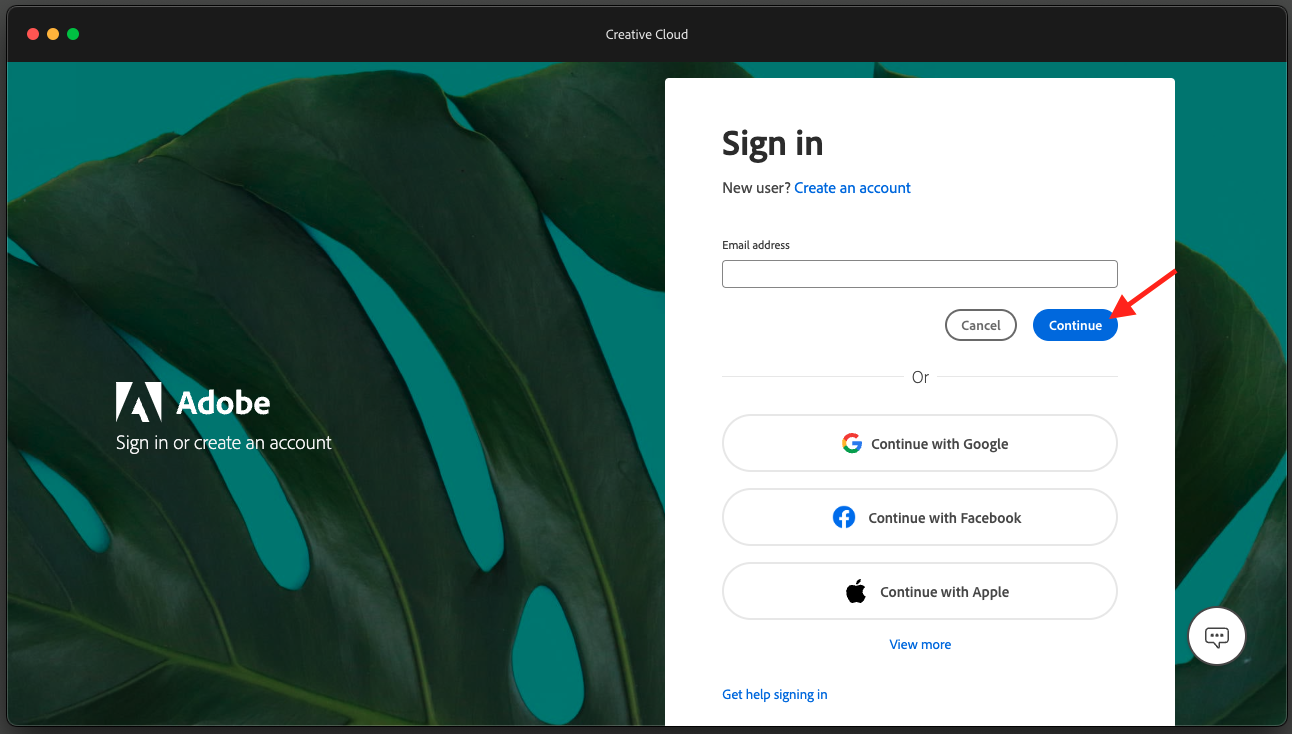 Creative Cloud
Adobe
Sign in or create an account
Sign in
New user? Create an account
Email address
Cancel
Continue
Or
Continue with Google
Continue with Facebook
Continue with Apple
View more
Get help signing in